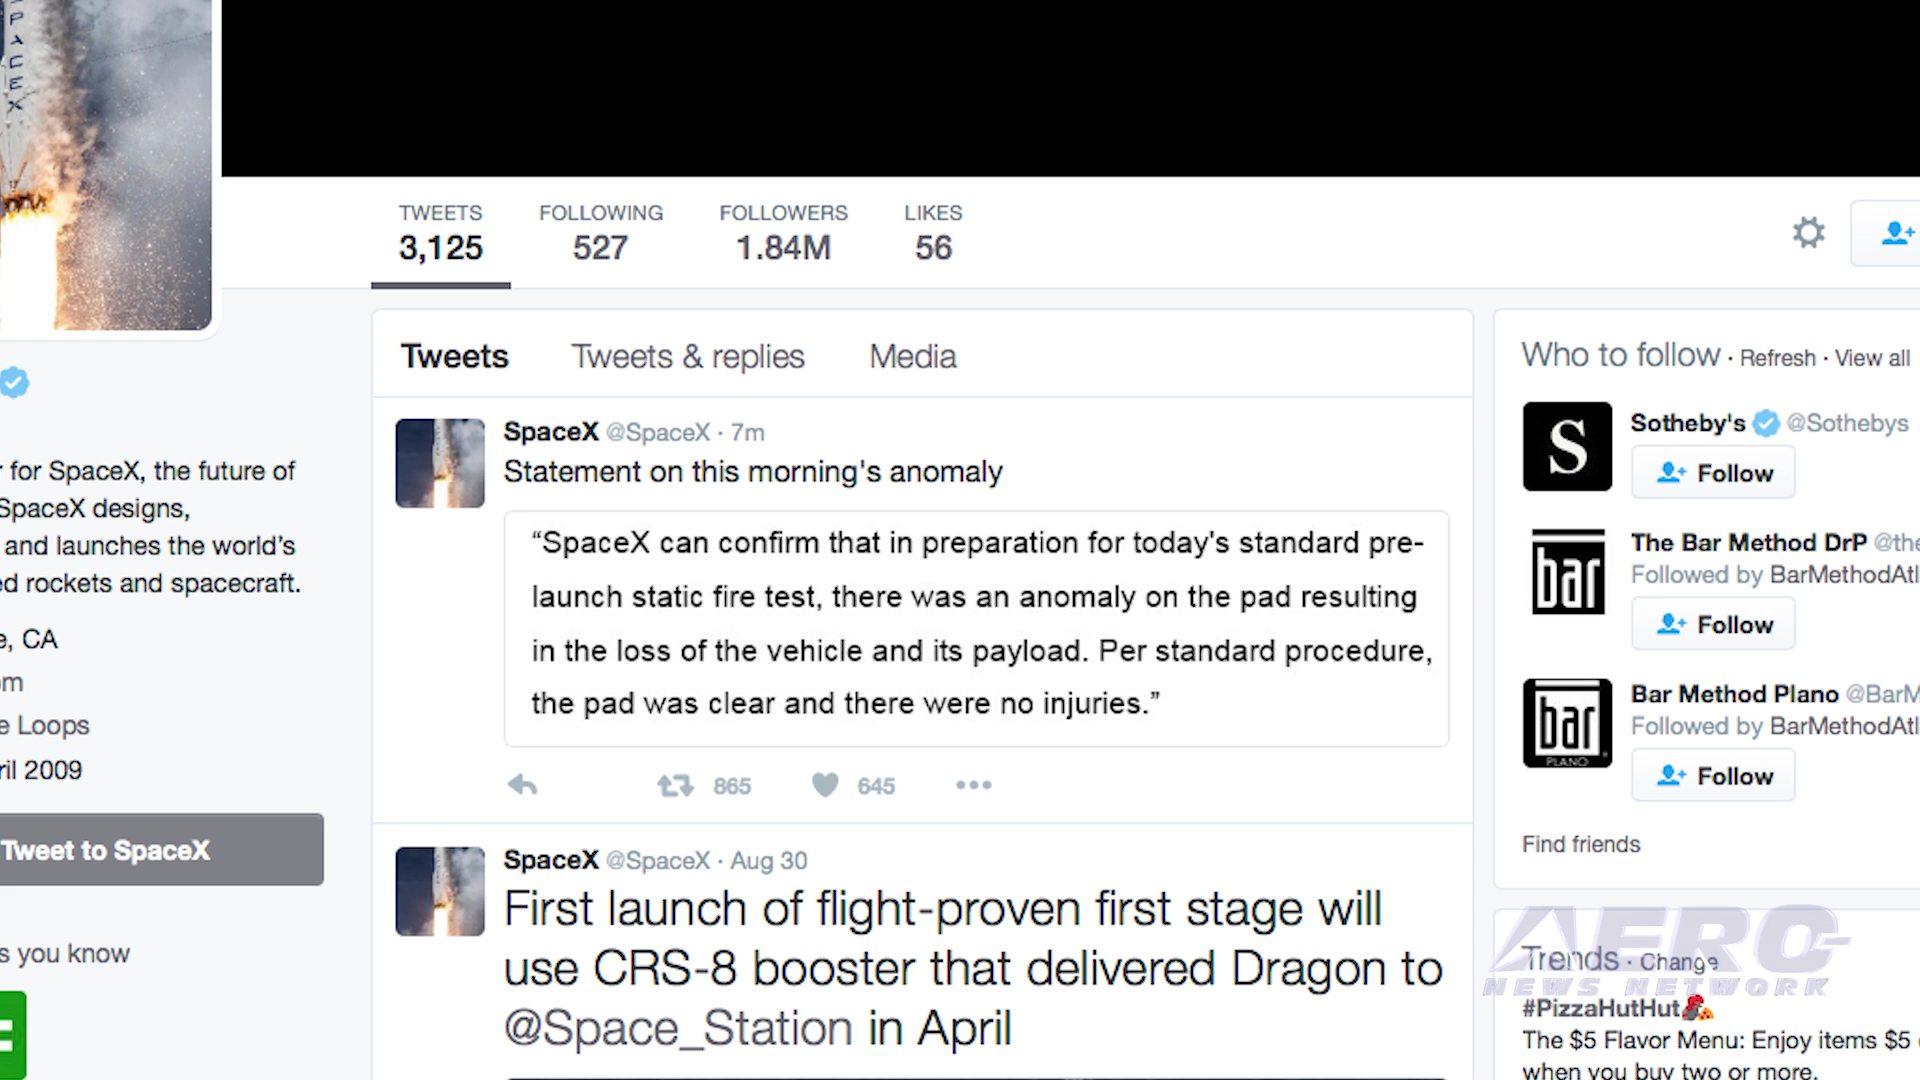 SPACEX
TWEETS
3,125
FOLLOWING
527
FOLLOWERS
1.84M
LIKES
56
Tweets
Tweets & replies
Media
for SpaceX, the future of
SpaceX designs,
and launches the world's
rockets and spacecraft.
, CA
Loops
2009
Tweet to SpaceX
you know
SpaceX @SpaceX · 7m
Statement on this morning's anomaly
“SpaceX can confirm that in preparation for today's standard pre-
launch static fire test, there was an anomaly on the pad resulting
in the loss of the vehicle and its payload. Per standard procedure,
the pad was clear and there were no injuries.”
865
645
SpaceX @SpaceX · Aug 30
First launch of flight-proven first stage will
use CRS-8 booster that delivered Dragon to
@Space_Station in April
Who to follow · Refresh · View all
S
Sotheby's @Sothebys
Follow
bar
The Bar Method DrP @the
Followed by BarMethodAtl
Follow
bar
PLANO
Bar Method Plano @BarM
Followed by BarMethodAtl
Follow
Find friends
Trends · Change
AERO-
NEWS NETWORK
#PizzaHutHut
The $5 Flavor Menu: Enjoy items $5
when you buy two or more.